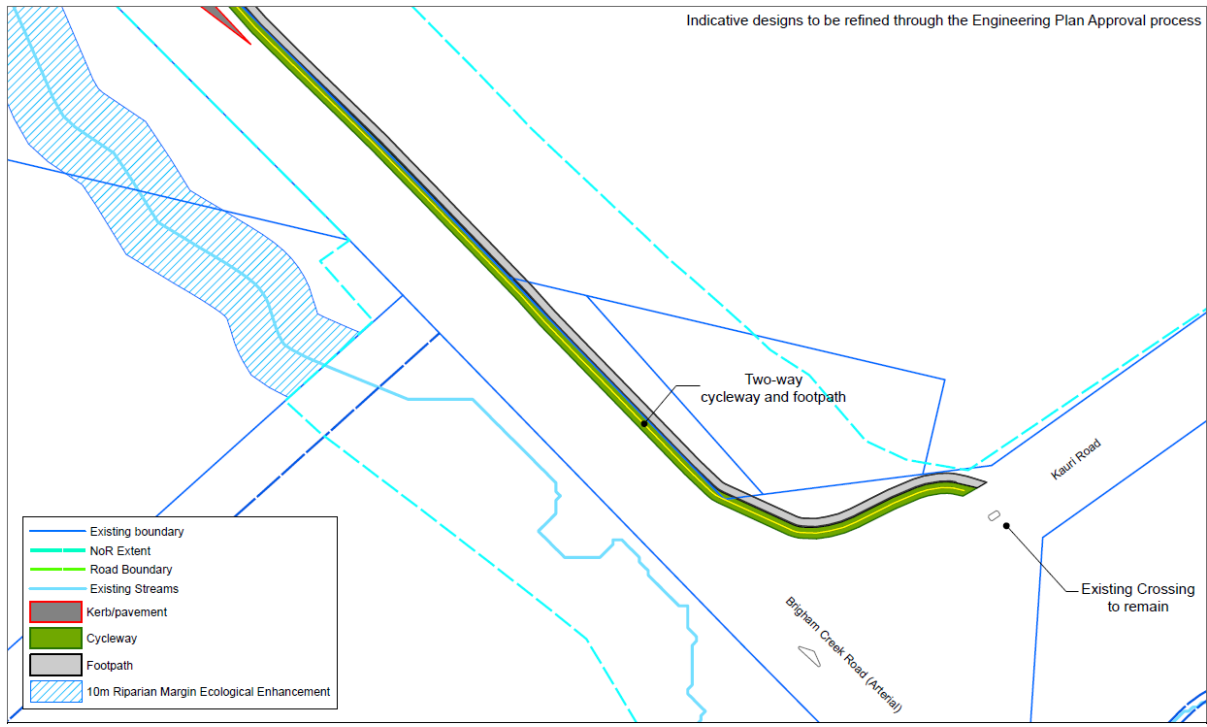 Indicative designs to be refined through the Engineering Plan Approval process
Two-way
cycleway and footpath
Kauri Road
Existing Crossing
to remain
Brigham Creek Road (Arterial)
Existing boundary
NoR Extent
Road Boundary
Existing Streams
Kerb/pavement
Cycleway
Footpath
10m Riparian Margin Ecological Enhancement